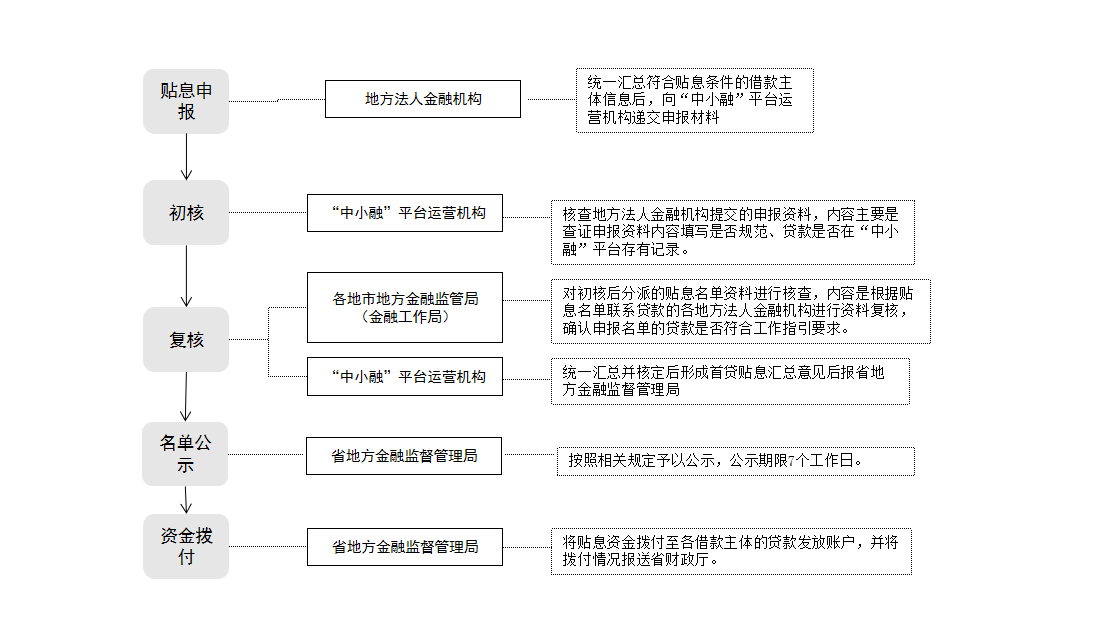 贴息申
报
地方法人金融机构
统一汇总符合贴息条件的借款主
体信息后，向“中小融”平台运
营机构递交申报材料
初核
“中小融”平台运营机构
核查地方法人金融机构提交的申报资料，内容主要是
查证申报资料内容填写是否规范、贷款是否在“中小
融”平台存有记录。
复核
各地市地方金融监管局
（金融工作局）
对初核后分派的贴息名单资料进行核查，内容是根据贴
息名单联系贷款的各地方法人金融机构进行资料复核，
确认申报名单的贷款是否符合工作指引要求。
“中小融”平台运营机构
统一汇总并核定后形成首贷贴息汇总意见后报省地
方金融监督管理局
名单公
示
省地方金融监督管理局
按照相关规定予以公示，公示期限7个工作日。
资金拨
付
省地方金融监督管理局
将贴息资金拨付至各借款主体的贷款发放账户，并将
拨付情况报送省财政厅。